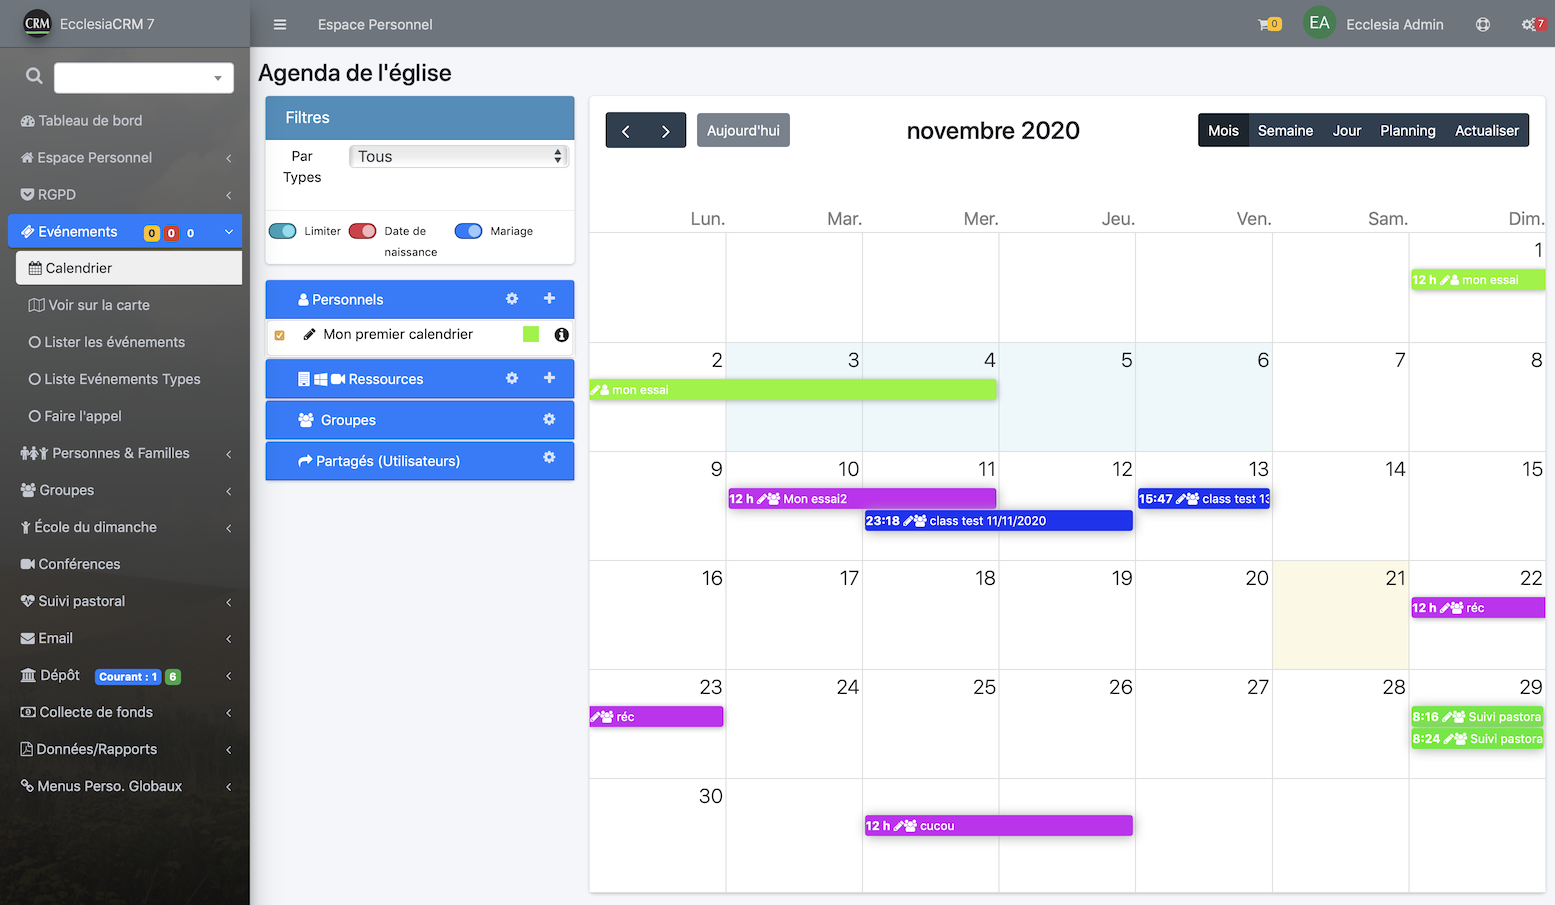 CRM EcclesiaCRM 7
Espace Personnel
0
EA Ecclesia Admin
7
Tableau de bord
Espace Personnel
RGPD
Evénements 0 0 0
Calendrier
Voir sur la carte
Lister les événements
Liste Evénements Types
Faire l'appel
Personnes & Familles
Groupes
École du dimanche
Conférences
Suivi pastoral
Email
Dépôt Courant : 1 6
Collecte de fonds
Données/Rapports
Menus Perso. Globaux
Agenda de l'église
Filtres
Par Types
Tous
Limiter
Date de naissance
Mariage
Personnels
Mon premier calendrier
Ressources
Groupes
Partagés (Utilisateurs)
Aujourd'hui
novembre 2020
Mois Semaine Jour Planning Actualiser
Lun. Mar. Mer. Jeu. Ven. Sam. Dim.
1
12 h mon essai
2 3 4 5 6 7 8
mon essai
9 10 11 12 13 14 15
12 h Mon essai2
15:47 class test 13
23:18 class test 11/11/2020
16 17 18 19 20 21 22
12 h réc
23 24 25 26 27 28 29
réc
8:16 Suivi pastora
8:24 Suivi pastora
30
12 h cucou